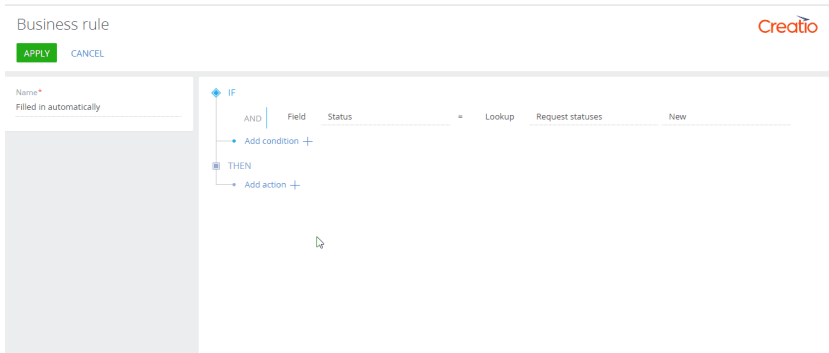 Business rule
Creatio
APPLY CANCEL
Name*
Filled in automatically
IF
AND Field Status = Lookup Request statuses New
Add condition +
THEN
Add action +